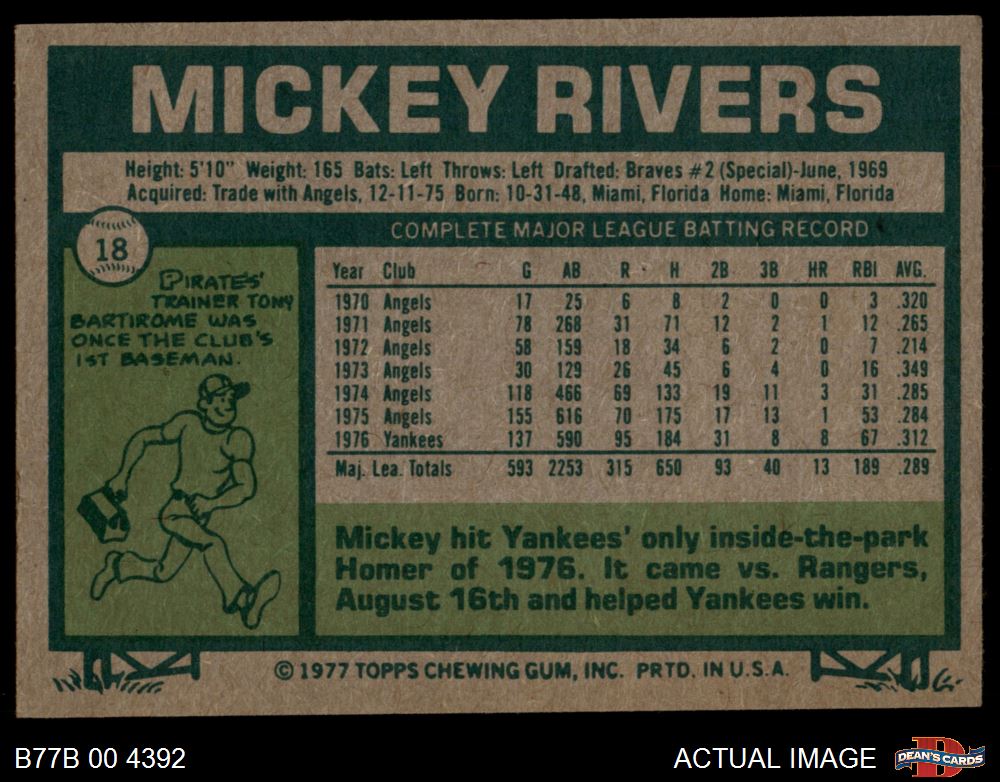 MICKEY RIVERS
Height: 5'10" Weight: 165 Bats: Left Throws: Left Drafted: Braves #2 (Special)-June, 1969
Acquired: Trade with Angels, 12-11-75 Born: 10-31-48, Miami, Florida Home: Miami, Florida
18
PIRATES'
TRAINER TONY
BARTIROME WAS
ONCE THE CLUB'S
1ST BASEMAN.
COMPLETE MAJOR LEAGUE BATTING RECORD
Year Club G AB R H 2B 3B HR RBI AVG.
1970 Angels 17 25 6 8 2 0 0 3 .320
1971 Angels 78 268 31 71 12 2 1 12 .265
1972 Angels 58 159 18 34 6 2 0 7 .214
1973 Angels 30 129 26 45 6 4 0 16 .349
1974 Angels 118 466 69 133 19 11 3 31 .285
1975 Angels 155 616 70 175 17 13 1 53 .284
1976 Yankees 137 590 95 184 31 8 8 67 .312
Maj. Lea. Totals 593 2253 315 650 93 40 13 189 .289
Mickey hit Yankees' only inside-the-park
Homer of 1976. It came vs. Rangers,
August 16th and helped Yankees win.
© 1977 TOPPS CHEWING GUM, INC. PRTD. IN U.S.A.
B77B 00 4392
ACTUAL IMAGE
D
DEAN'S CARDS